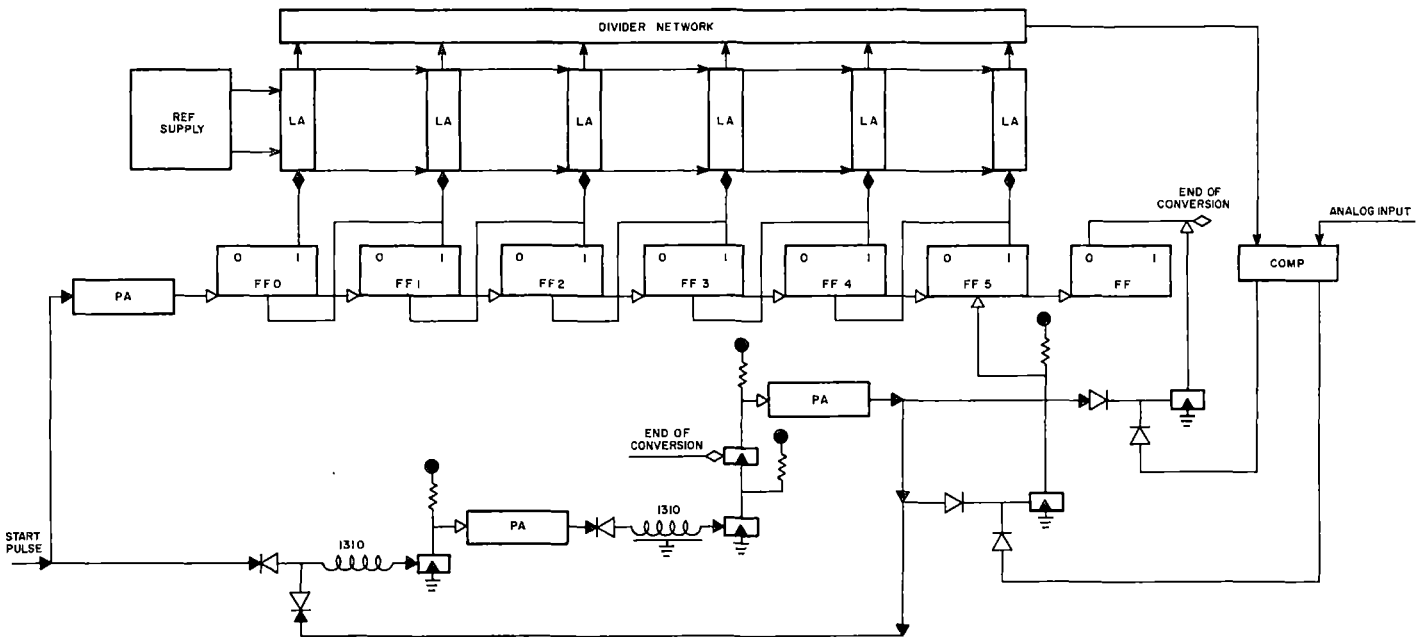 DIVIDER NETWORK
REF
SUPPLY
LA
LA
LA
LA
LA
LA
END OF
CONVERSION
ANALOG INPUT
0 1
FF0
0 1
FF1
0 1
FF2
0 1
FF3
0 1
FF4
0 1
FF5
0 1
FF
COMP
PA
PA
END OF
CONVERSION
PA
1310
1310
START
PULSE